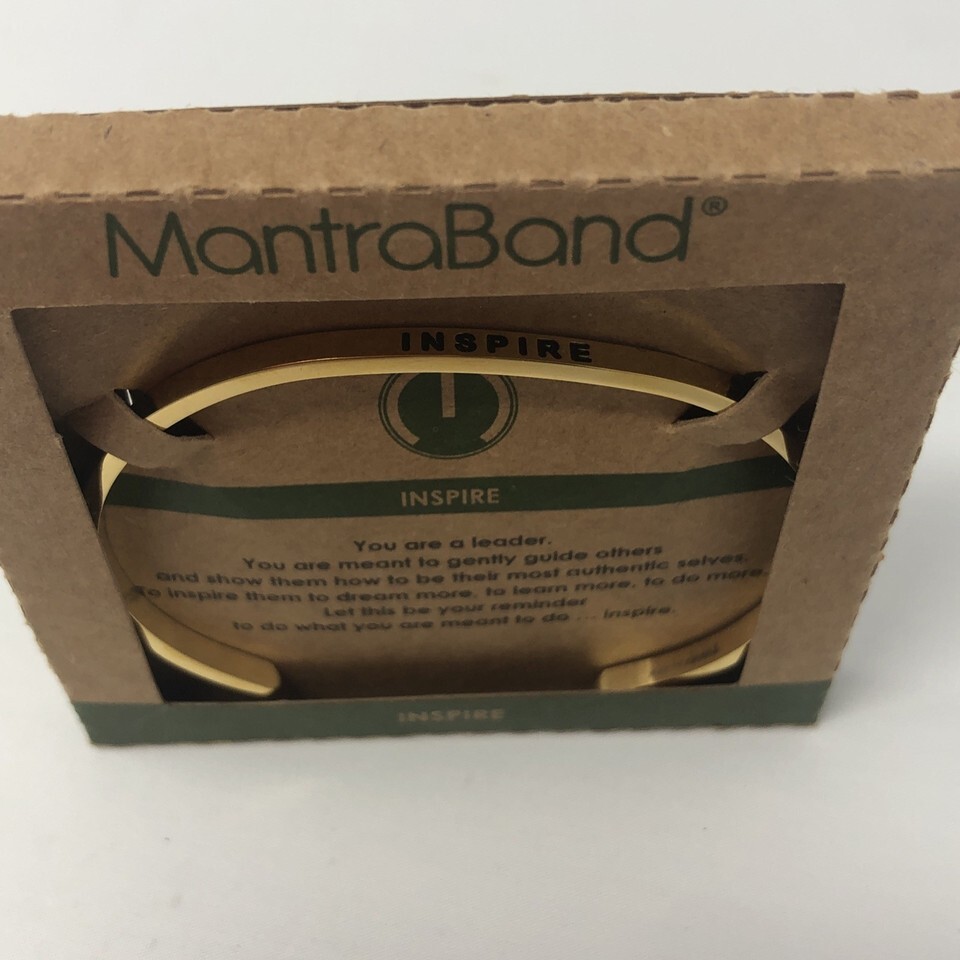 MantraBand®
INSPIRE
INSPIRE
You are a leader.
You are meant to gently guide others
and show them how to be their most authentic selves.
To inspire them to dream more, to learn more, to do more.
Let this be your reminder
to do what you are meant to do ... inspire.
INSPIRE